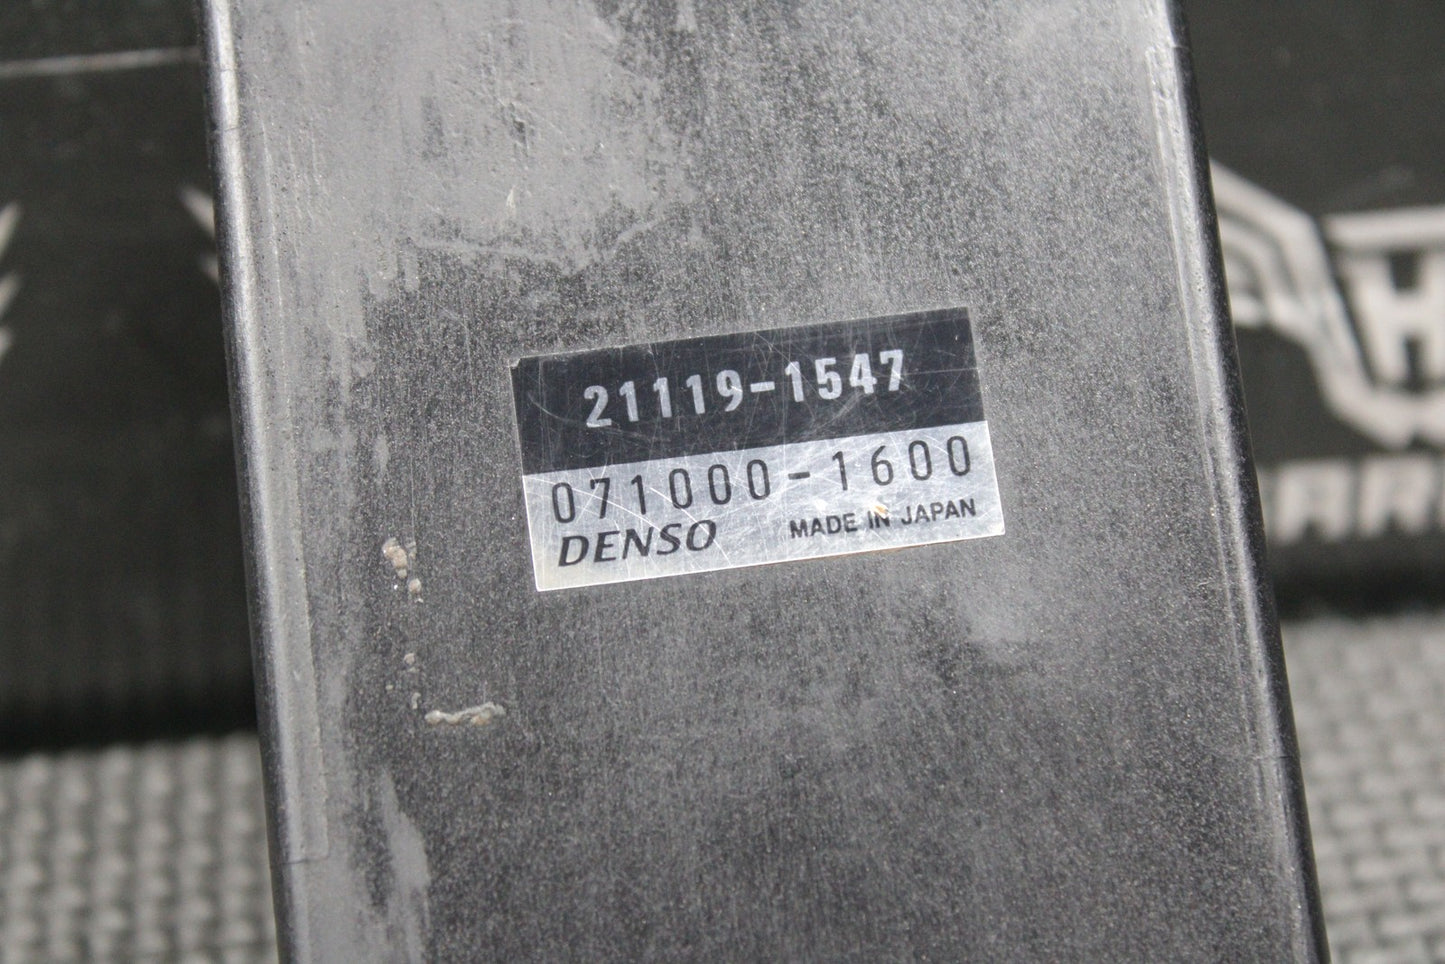 21119-1547
071000-1600
DENSO MADE IN JAPAN